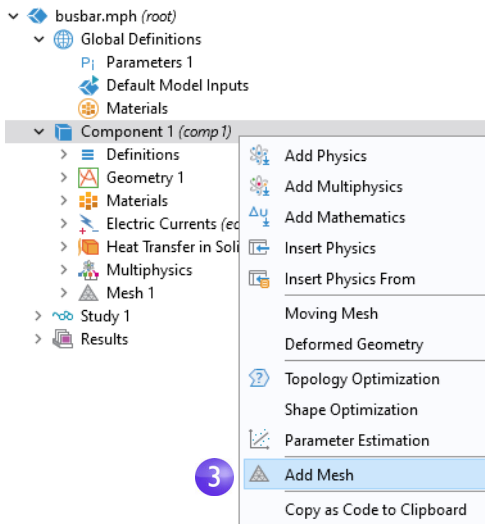 busbar.mph (root)
Global Definitions
Pi Parameters 1
Default Model Inputs
Materials
Component 1 (comp1)
Definitions
Geometry 1
Materials
Electric Currents (ec
Heat Transfer in Soli
Multiphysics
Mesh 1
Study 1
Results
Add Physics
Add Multiphysics
Δu Add Mathematics
Insert Physics
Insert Physics From
Moving Mesh
Deformed Geometry
Topology Optimization
Shape Optimization
Parameter Estimation
3 Add Mesh
Copy as Code to Clipboard